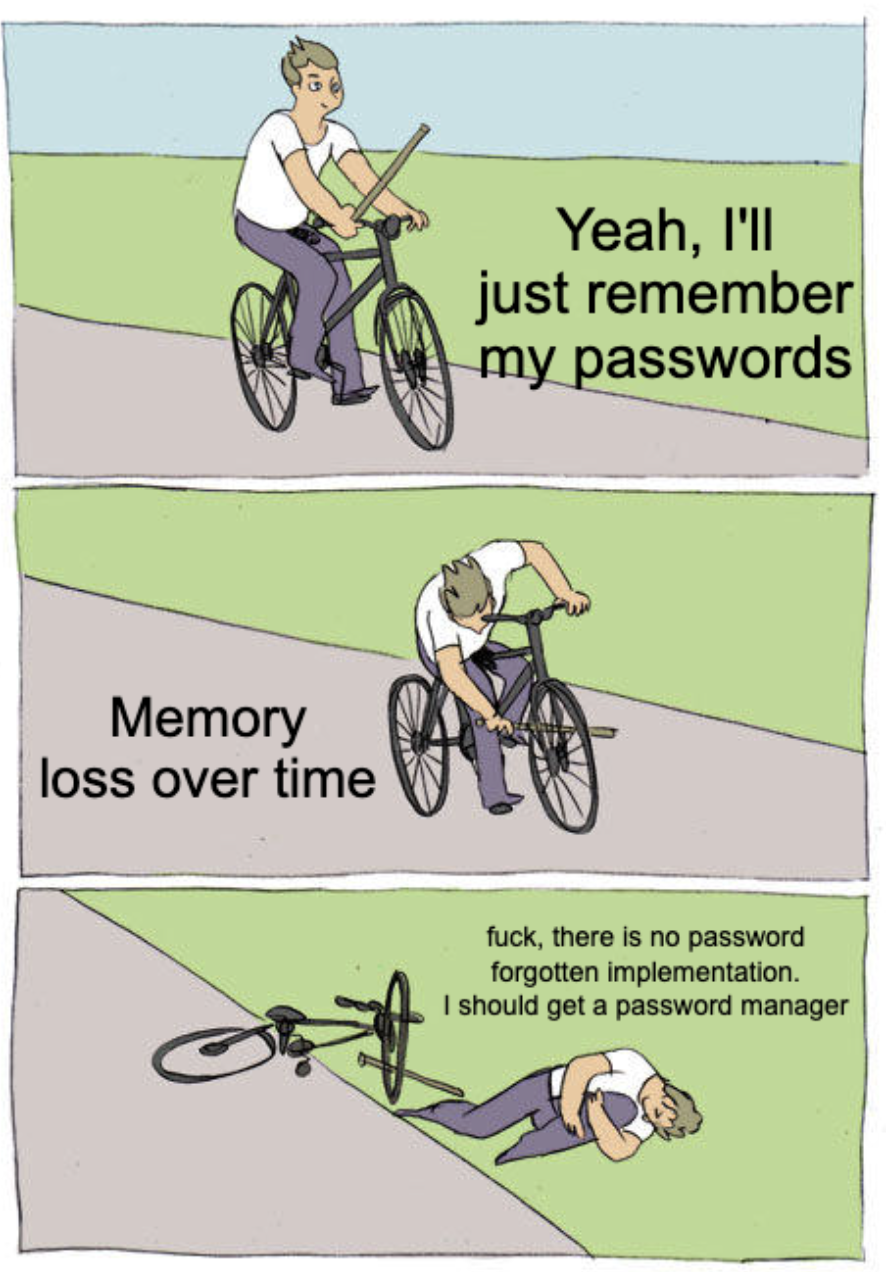 Yeah, I'll
just remember
my passwords
Memory
loss over time
fuck, there is no password
forgotten implementation.
I should get a password manager